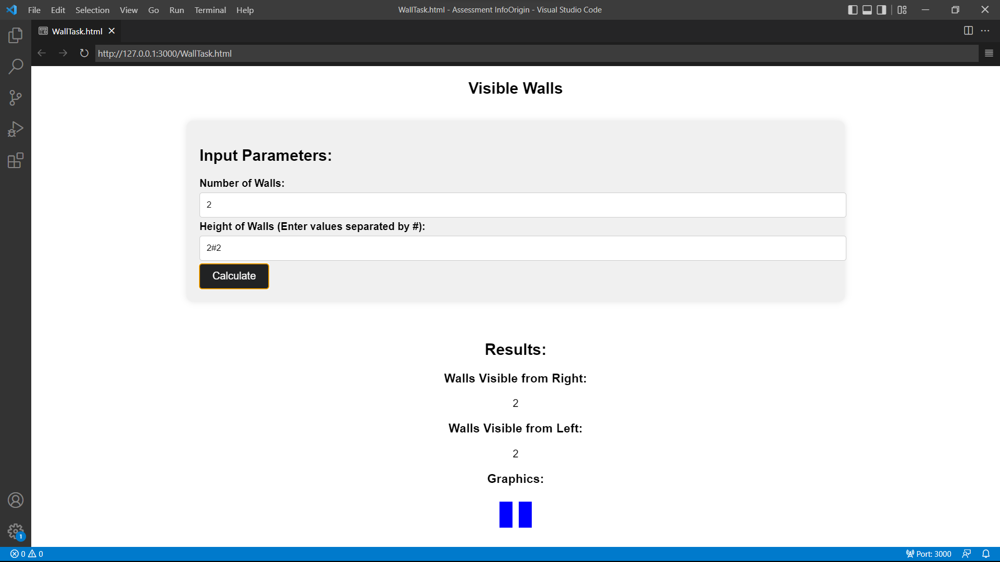 File Edit Selection View Go Run Terminal Help
WallTask.html - Assessment InfoOrigin - Visual Studio Code
WallTask.html
http://127.0.0.1:3000/WallTask.html
Visible Walls
Input Parameters:
Number of Walls:
2
Height of Walls (Enter values separated by #):
2#2
Calculate
Results:
Walls Visible from Right:
2
Walls Visible from Left:
2
Graphics:
1
0 0
Port: 3000